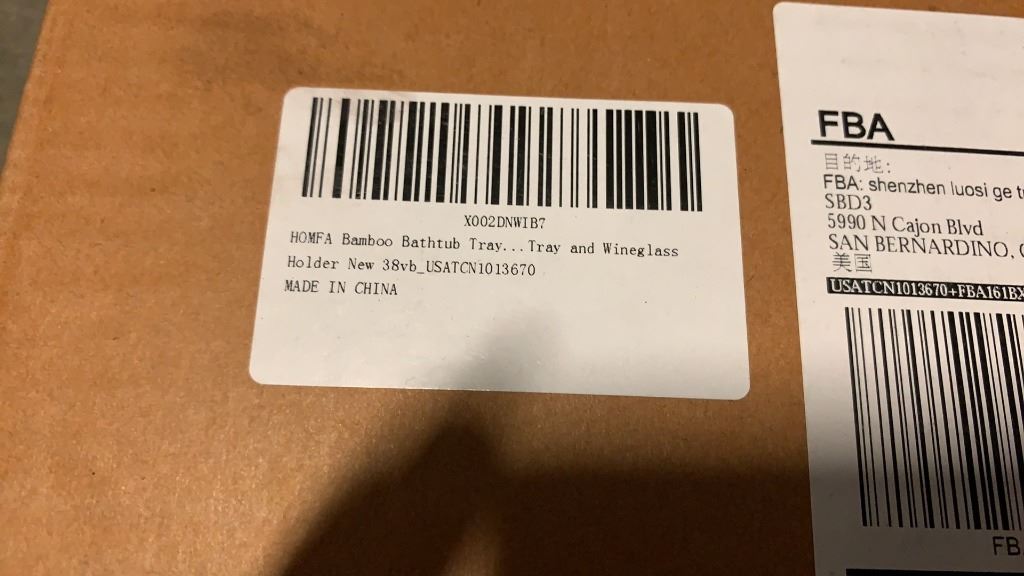 X002DNWIB7
HOMFA Bamboo Bathtub Tray...Tray and Wineglass
Holder New 38vb_USATCN1013670
MADE IN CHINA
FBA
目的地:
FBA: shenzhen luosi ge
SBD3
5990 N Cajon Blvd
SAN BERNARDINO,
美国
USATCN1013670+FBA161BX
FB